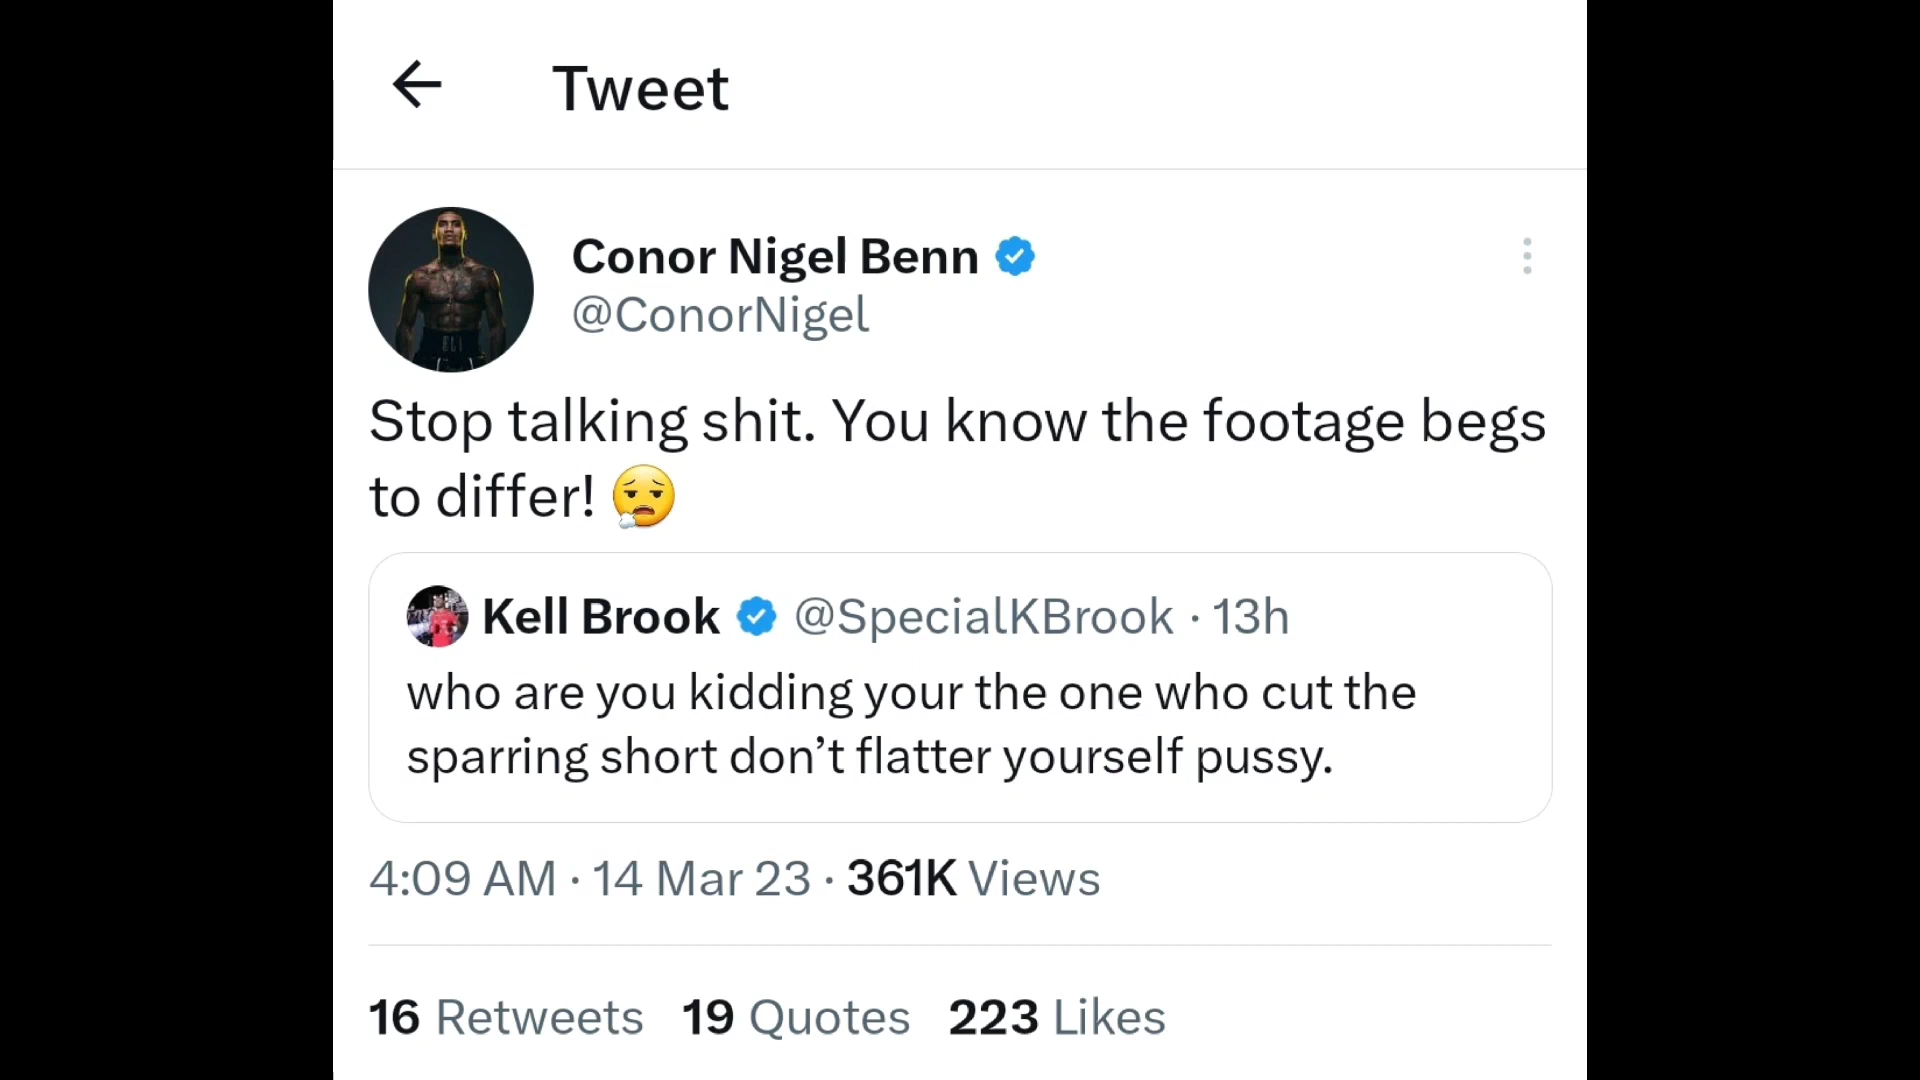 Tweet
Conor Nigel Benn
@ConorNigel
Stop talking shit. You know the footage begs
to differ! 😮‍💨
Kell Brook @SpecialKBrook · 13h
who are you kidding your the one who cut the
sparring short don’t flatter yourself pussy.
4:09 AM · 14 Mar 23 · 361K Views
16 Retweets 19 Quotes 223 Likes